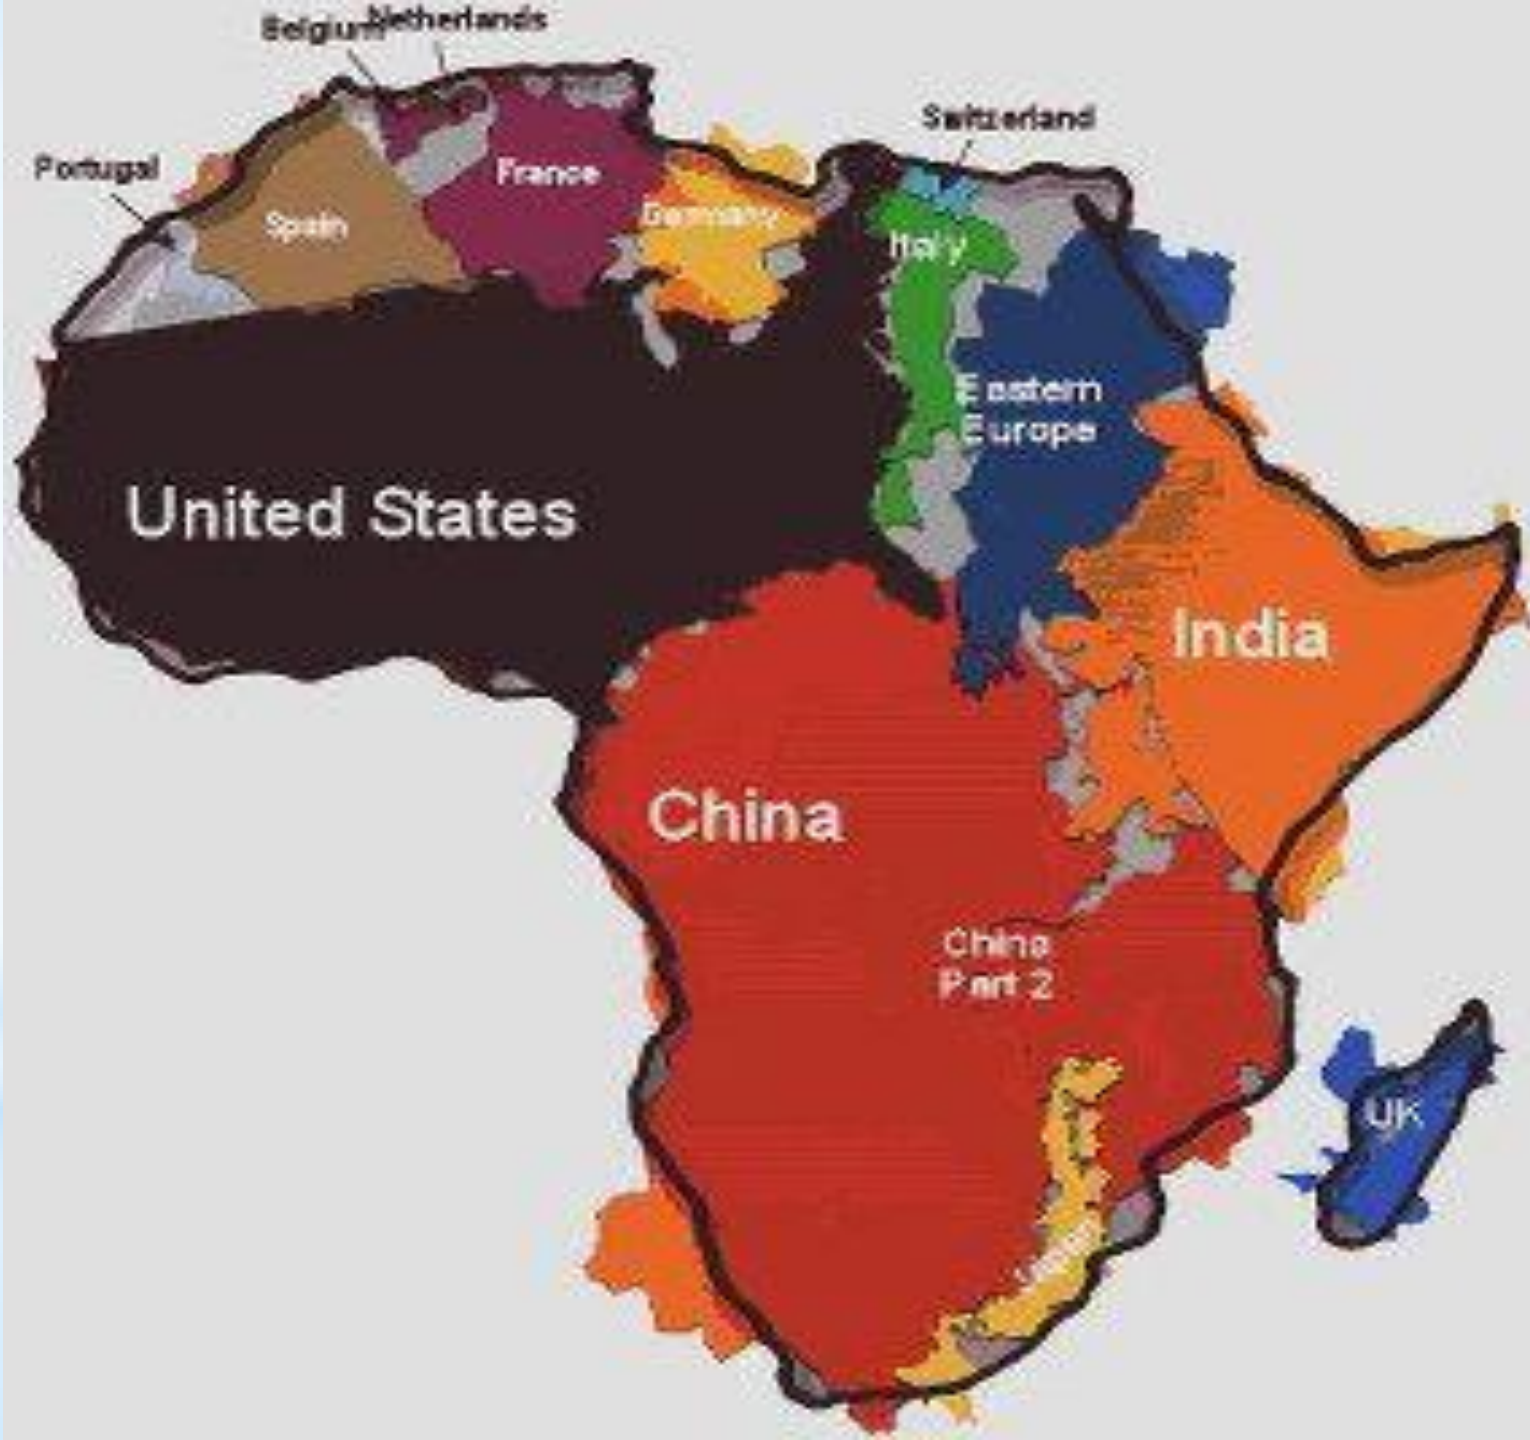 Belgium
Netherlands
Switzerland
Portugal
France
Spain
Germany
Italy
Eastern
Europe
United States
India
China
China
Part 2
UK